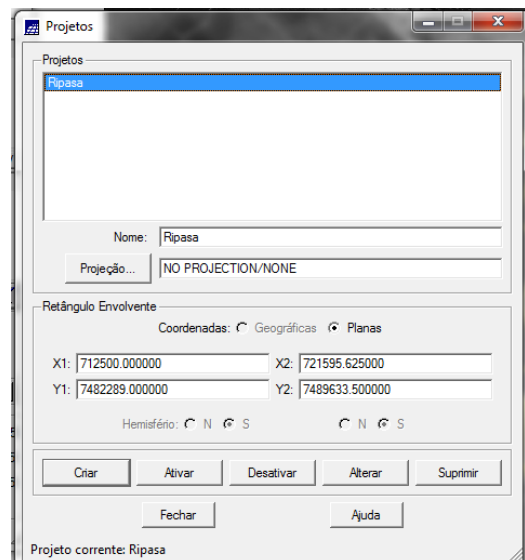 Projetos
Projetos
Ripasa
Nome: Ripasa
Projeção... NO PROJECTION/NONE
Retângulo Envolvente
Coordenadas: Geográficas Planas
X1: 712500.000000 X2: 721595.625000
Y1: 7482289.000000 Y2: 7489633.500000
Hemisfério: N S N S
Criar Ativar Desativar Alterar Suprimir
Fechar Ajuda
Projeto corrente: Ripasa